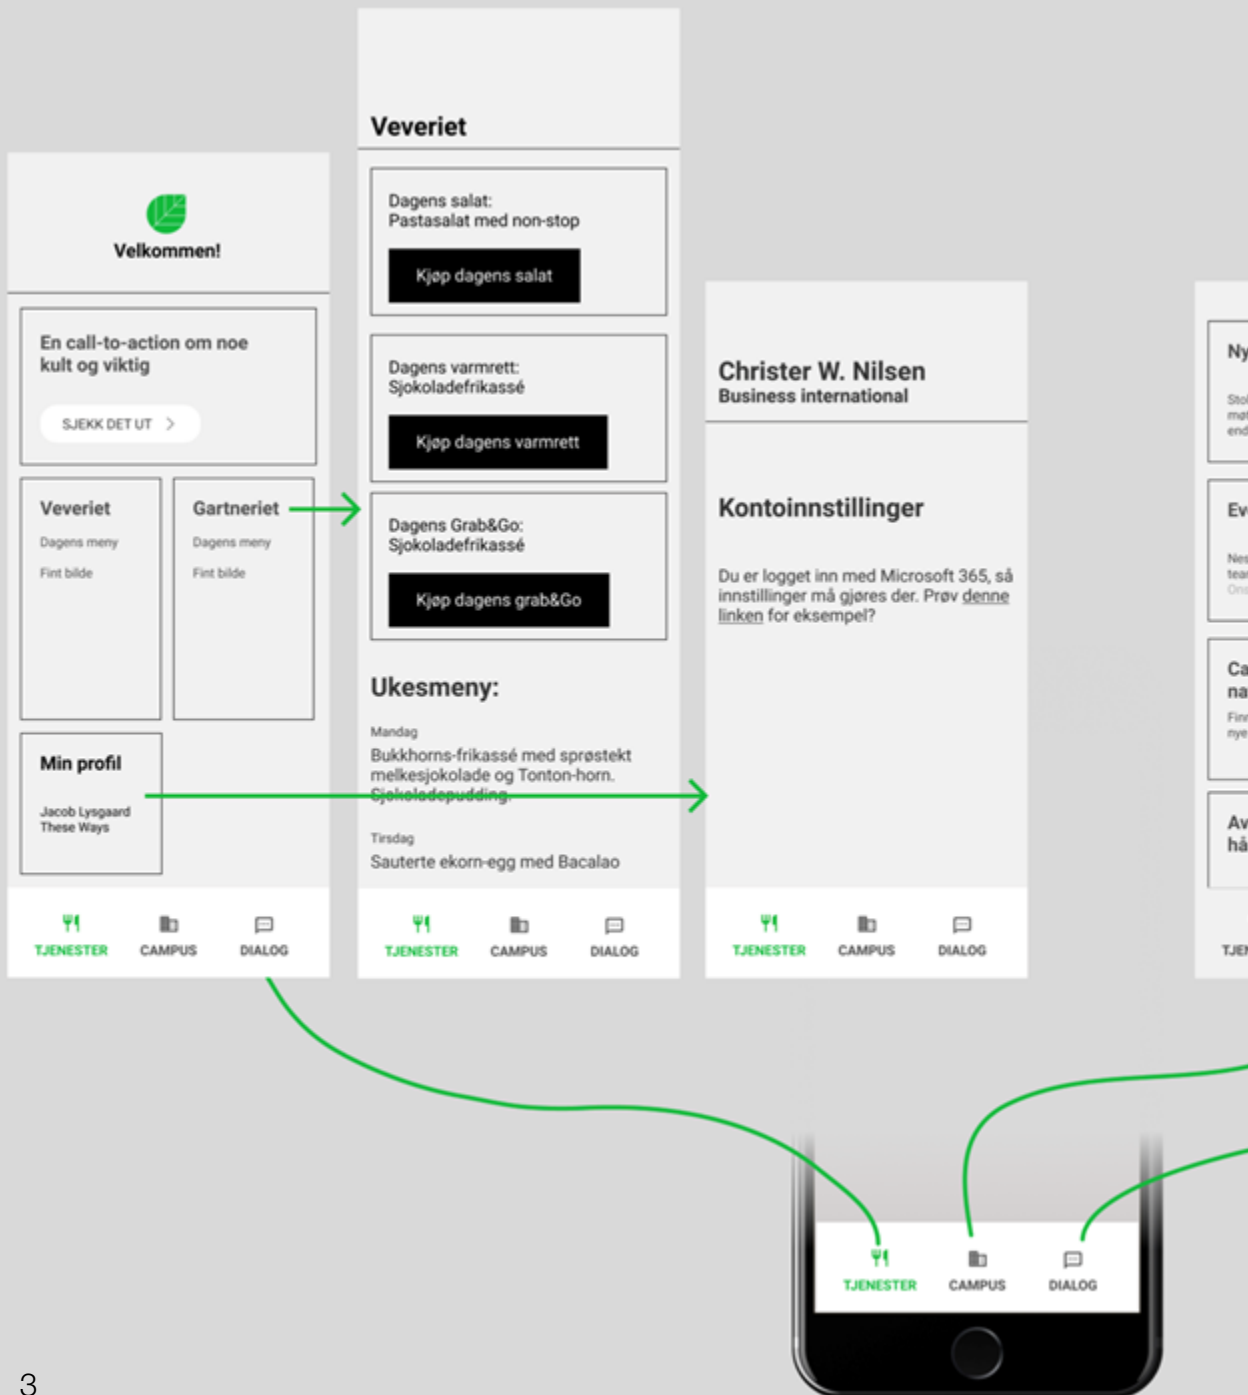 Velkommen!
En call-to-action om noe
kult og viktig
SJEKK DET UT
Veveriet
Dagens meny
Fint bilde
Gartneriet
Dagens meny
Fint bilde
Min profil
Jacob Lysgaard
These Ways
TJENESTER
CAMPUS
DIALOG
Veveriet
Dagens salat:
Pastasalat med non-stop
Kjøp dagens salat
Dagens varmrett:
Sjokoladefrikassé
Kjøp dagens varmrett
Dagens Grab&Go:
Sjokoladefrikassé
Kjøp dagens grab&Go
Ukesmeny:
Mandag
Bukkhorns-frikassé med sprøstekt
melkesjokolade og Tonton-horn.
Sjokoladepudding.
Tirsdag
Sauterte ekorn-egg med Bacalao
TJENESTER
CAMPUS
DIALOG
Christer W. Nilsen
Business international
Kontoinnstillinger
Du er logget inn med Microsoft 365, så
innstillinger må gjøres der. Prøv denne
linken for eksempel?
TJENESTER
CAMPUS
DIALOG
TJENESTER
CAMPUS
DIALOG
3